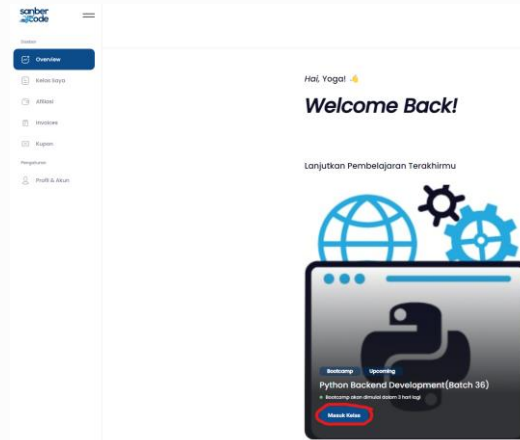 sanber
code
Overview
Kelas Saya
Afiliasi
Invoices
Kupon
Pengaturan
Profil & Akun
Hai, Yoga!
Welcome Back!
Lanjutkan Pembelajaran Terakhirmu
Bootcamp Upcoming
Python Backend Development(Batch 36)
Bootcamp akan dimulai dalam 3 hari lagi
Masuk Kelas